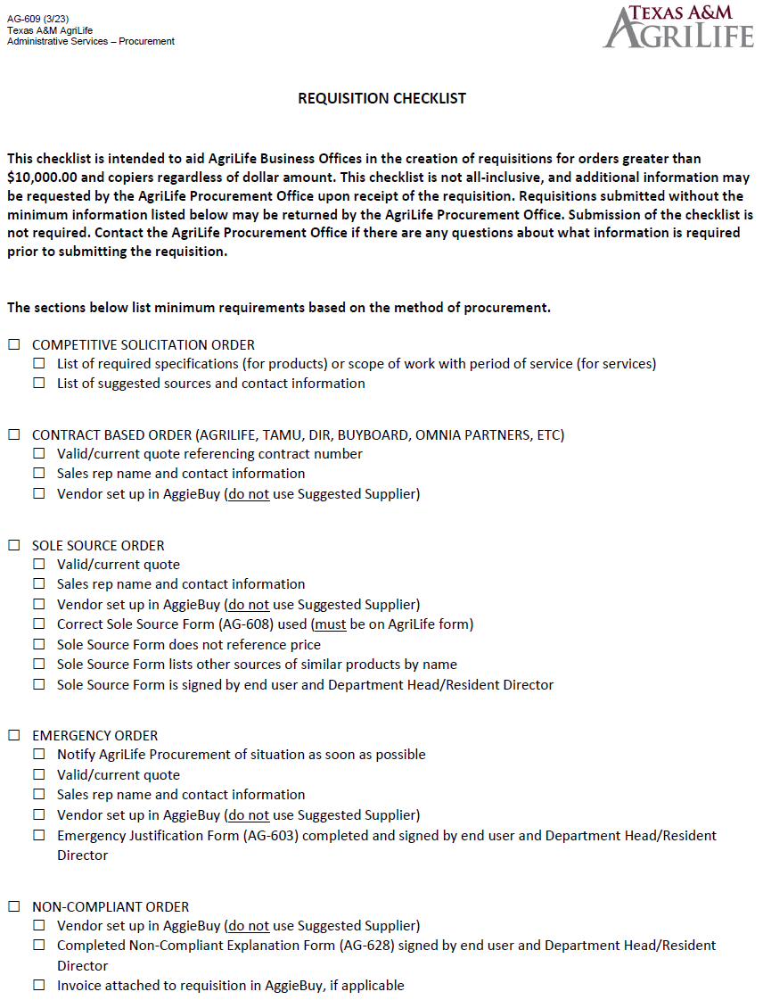 AG-609 (3/23)
Texas A&M AgriLife
Administrative Services – Procurement
TEXAS A&M
AGRILIFE
REQUISITION CHECKLIST
This checklist is intended to aid AgriLife Business Offices in the creation of requisitions for orders greater than
$10,000.00 and copiers regardless of dollar amount. This checklist is not all-inclusive, and additional information may
be requested by the AgriLife Procurement Office upon receipt of the requisition. Requisitions submitted without the
minimum information listed below may be returned by the AgriLife Procurement Office. Submission of the checklist is
not required. Contact the AgriLife Procurement Office if there are any questions about what information is required
prior to submitting the requisition.
The sections below list minimum requirements based on the method of procurement.
☐ COMPETITIVE SOLICITATION ORDER
☐ List of required specifications (for products) or scope of work with period of service (for services)
☐ List of suggested sources and contact information
☐ CONTRACT BASED ORDER (AGRILIFE, TAMU, DIR, BUYBOARD, OMNIA PARTNERS, ETC)
☐ Valid/current quote referencing contract number
☐ Sales rep name and contact information
☐ Vendor set up in AggieBuy (do not use Suggested Supplier)
☐ SOLE SOURCE ORDER
☐ Valid/current quote
☐ Sales rep name and contact information
☐ Vendor set up in AggieBuy (do not use Suggested Supplier)
☐ Correct Sole Source Form (AG-608) used (must be on AgriLife form)
☐ Sole Source Form does not reference price
☐ Sole Source Form lists other sources of similar products by name
☐ Sole Source Form is signed by end user and Department Head/Resident Director
☐ EMERGENCY ORDER
☐ Notify AgriLife Procurement of situation as soon as possible
☐ Valid/current quote
☐ Sales rep name and contact information
☐ Vendor set up in AggieBuy (do not use Suggested Supplier)
☐ Emergency Justification Form (AG-603) completed and signed by end user and Department Head/Resident
Director
☐ NON-COMPLIANT ORDER
☐ Vendor set up in AggieBuy (do not use Suggested Supplier)
☐ Completed Non-Compliant Explanation Form (AG-628) signed by end user and Department Head/Resident
Director
☐ Invoice attached to requisition in AggieBuy, if applicable